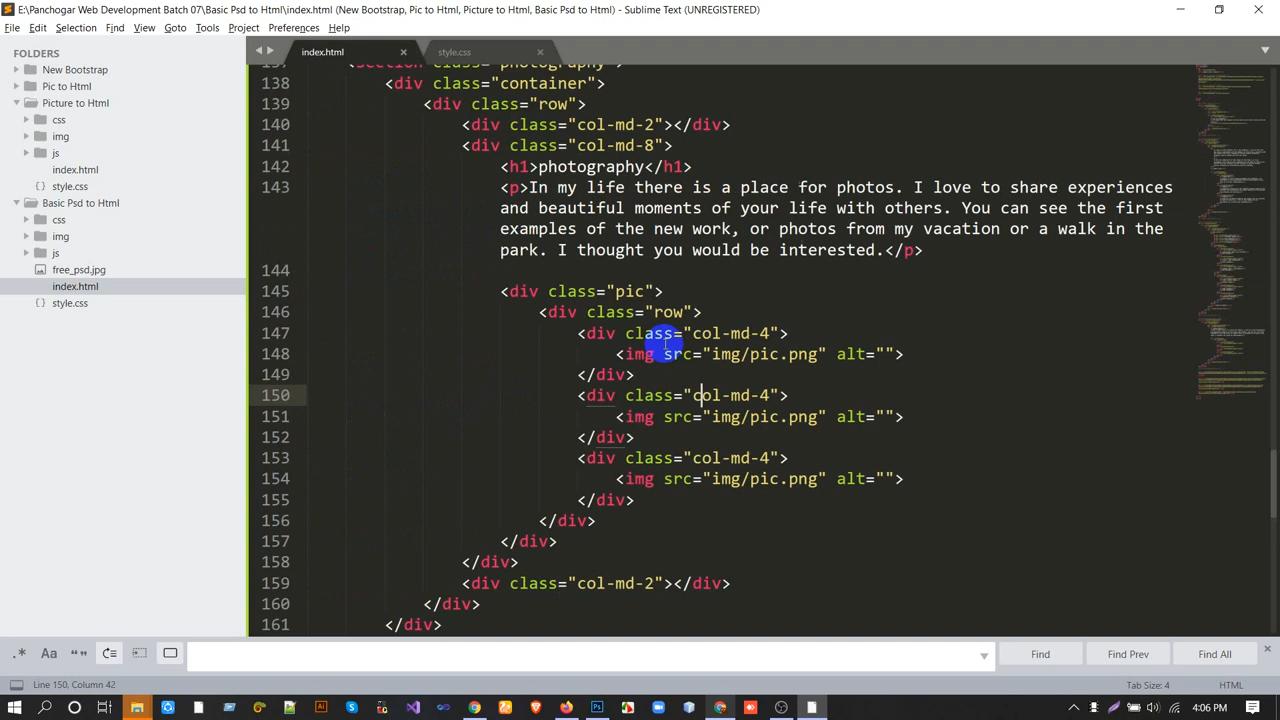 E:\Panchogar Web Development Batch 07\Basic Psd to Html\index.html (New Bootstrap, Pic to Html, Picture to Html, Basic Psd to Html) - Sublime Text (UNREGISTERED)
File Edit Selection Find View Goto Tools Project Preferences Help
FOLDERS
New Bootstrap
Pic to Html
Picture to Html
css
img
js
index.html
style.css
Basic Psd to Html
css
img
js
free_psd.jpg
index.html
style.css
index.html style.css
137 <section class="photography">
138 <div class="container">
139 <div class="row">
140 <div class="col-md-2"></div>
141 <div class="col-md-8">
142 <h1>photography</h1>
143 <p>In my life there is a place for photos. I love to share experiences
and beautiful moments of your life with others. You can see the first
examples of the new work, or photos from my vacation or a walk in the
park. I thought you would be interested.</p>
144
145 <div class="pic">
146 <div class="row">
147 <div class="col-md-4">
148 <img src="img/pic.png" alt="">
149 </div>
150 <div class="col-md-4">
151 <img src="img/pic.png" alt="">
152 </div>
153 <div class="col-md-4">
154 <img src="img/pic.png" alt="">
155 </div>
156 </div>
157 </div>
158 </div>
159 <div class="col-md-2"></div>
160 </div>
161 </div>
.* Aa “” Find Find Prev Find All
Line 150, Column 42 Tab Size: 4 HTML
4:06 PM